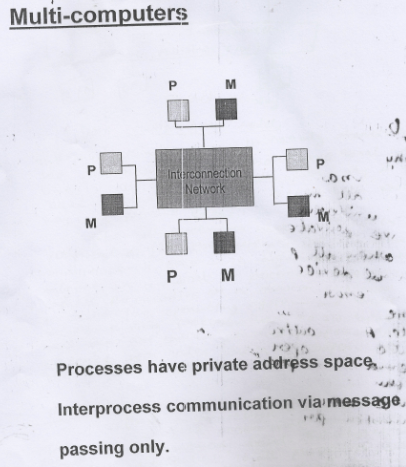 Multi-computers
P M
P
Interconnection
Network
P
M
M
P M
Processes have private address space.
Interprocess communication via message
passing only.